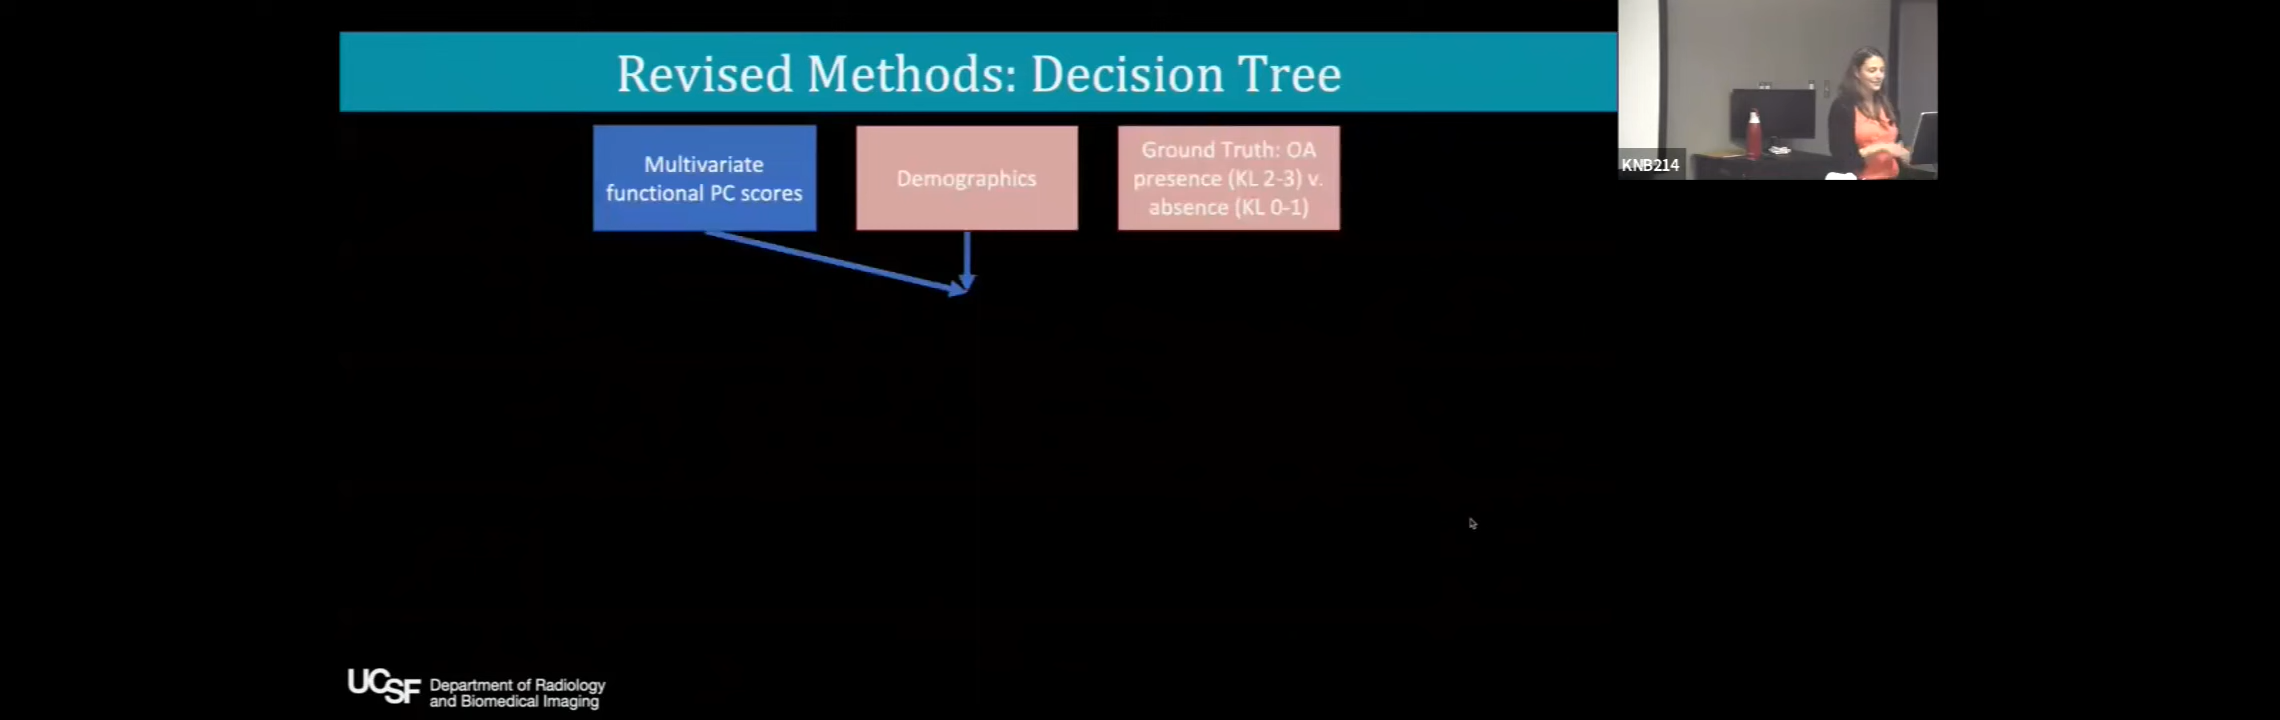 Revised Methods: Decision Tree
Multivariate
functional PC scores
Demographics
Ground Truth: OA
presence (KL 2-3) v.
absence (KL 0-1)
KNB214
UCSF Department of Radiology
and Biomedical Imaging